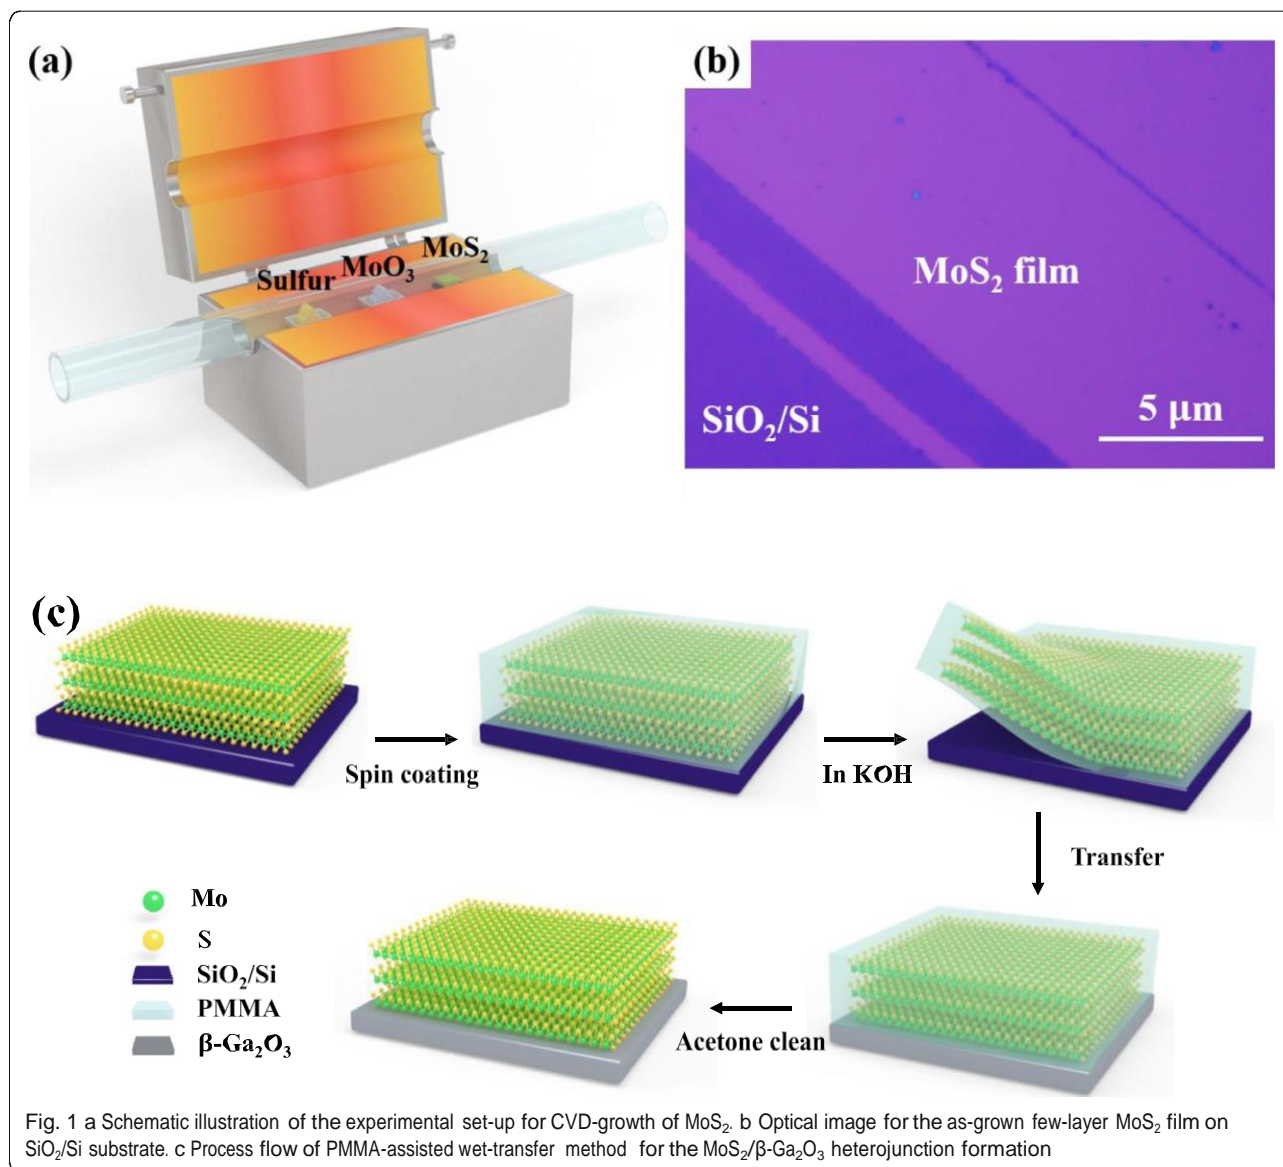 (a)
Sulfur MoO₃ MoS₂
(b)
MoS₂ film
SiO₂/Si
5 μm
(c)
Spin coating
In KOH
Transfer
Acetone clean
Mo
S
SiO₂/Si
PMMA
β-Ga₂O₃
Fig. 1 a Schematic illustration of the experimental set-up for CVD-growth of MoS₂. b Optical image for the as-grown few-layer MoS₂ film on
SiO₂/Si substrate. c Process flow of PMMA-assisted wet-transfer method for the MoS₂/β-Ga₂O₃ heterojunction formation